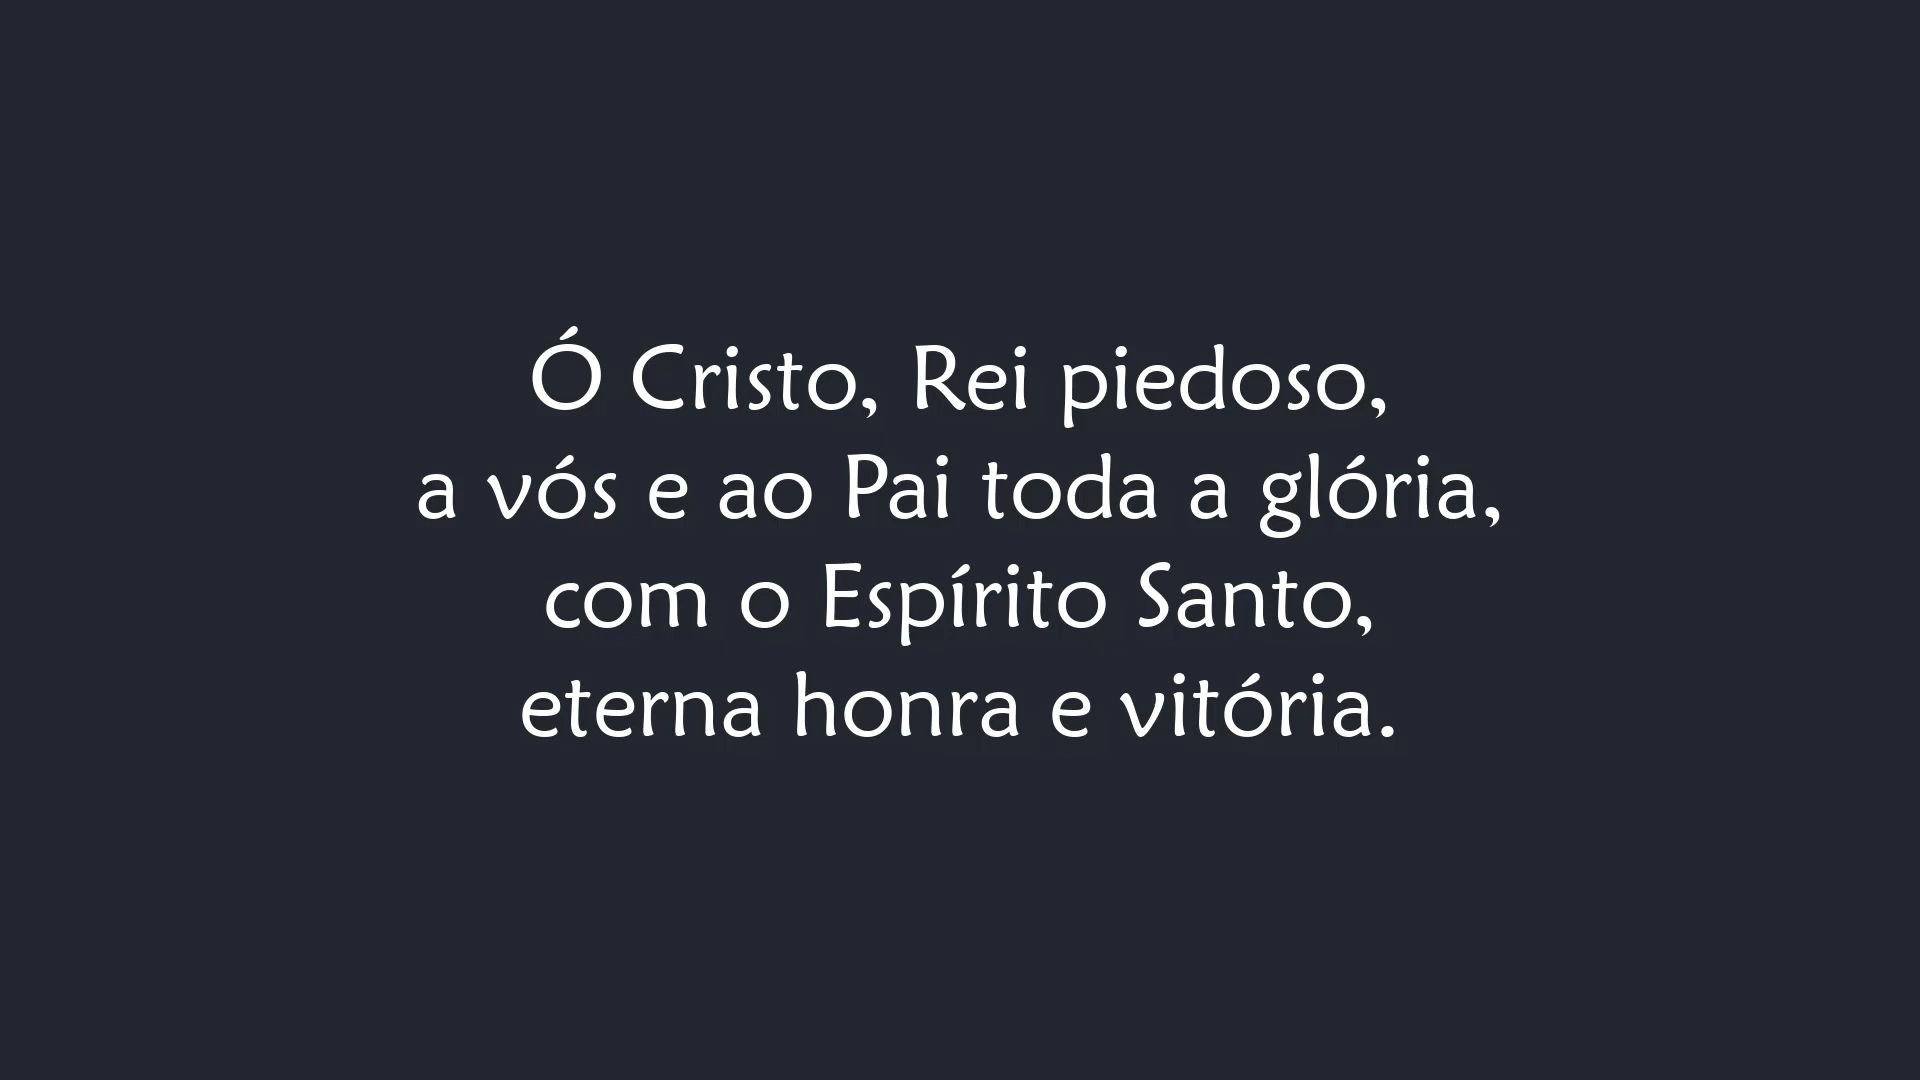 Ó Cristo, Rei piedoso,
a vós e ao Pai toda a glória,
com o Espírito Santo,
eterna honra e vitória.